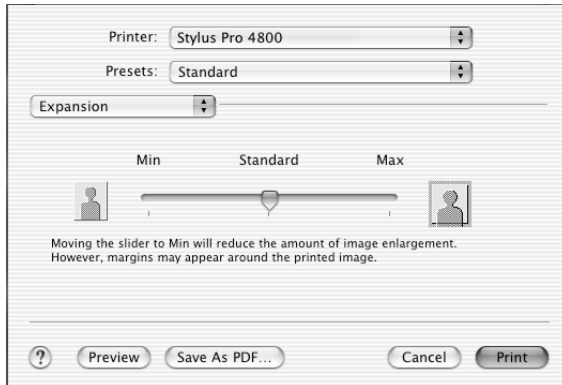 Printer: Stylus Pro 4800
Presets: Standard
Expansion
Min Standard Max
Moving the slider to Min will reduce the amount of image enlargement.
However, margins may appear around the printed image.
? Preview Save As PDF... Cancel Print